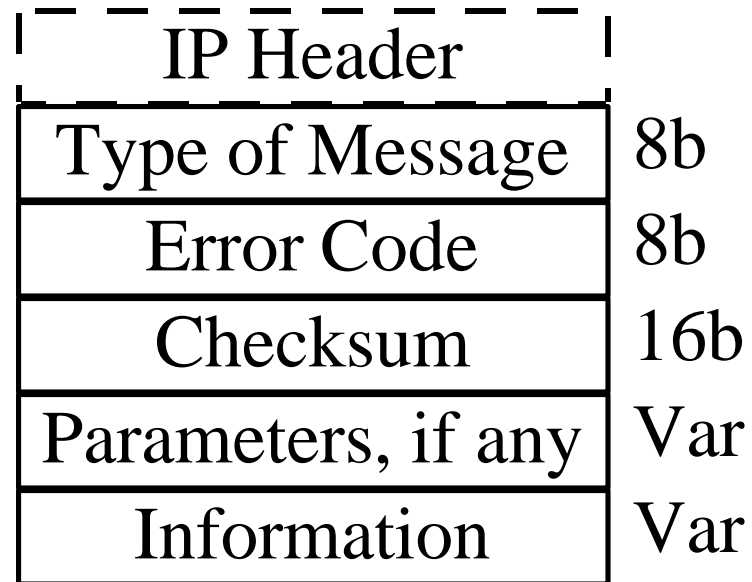 IP Header
Type of Message 8b
Error Code 8b
Checksum 16b
Parameters, if any Var
Information Var